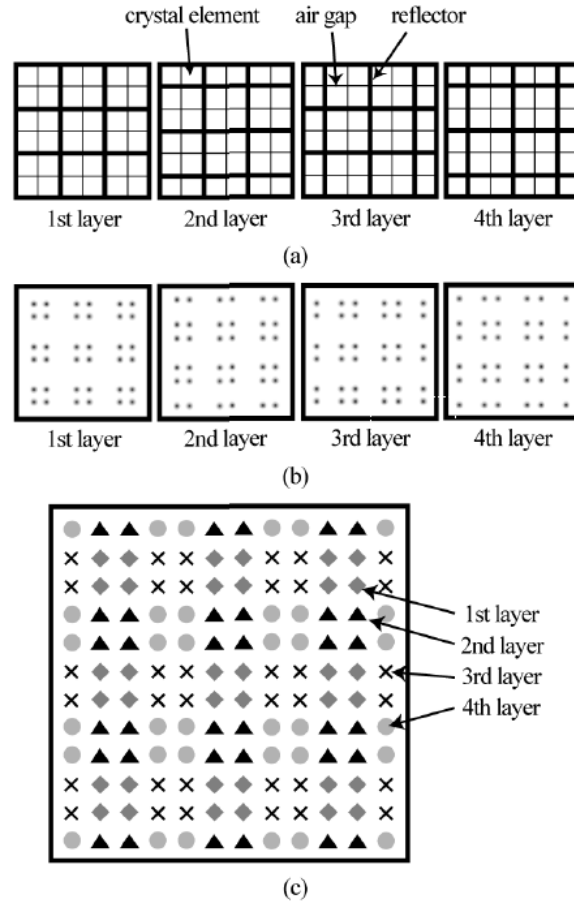 crystal element air gap reflector
1st layer 2nd layer 3rd layer 4th layer
(a)
1st layer 2nd layer 3rd layer 4th layer
(b)
1st layer
2nd layer
3rd layer
4th layer
(c)